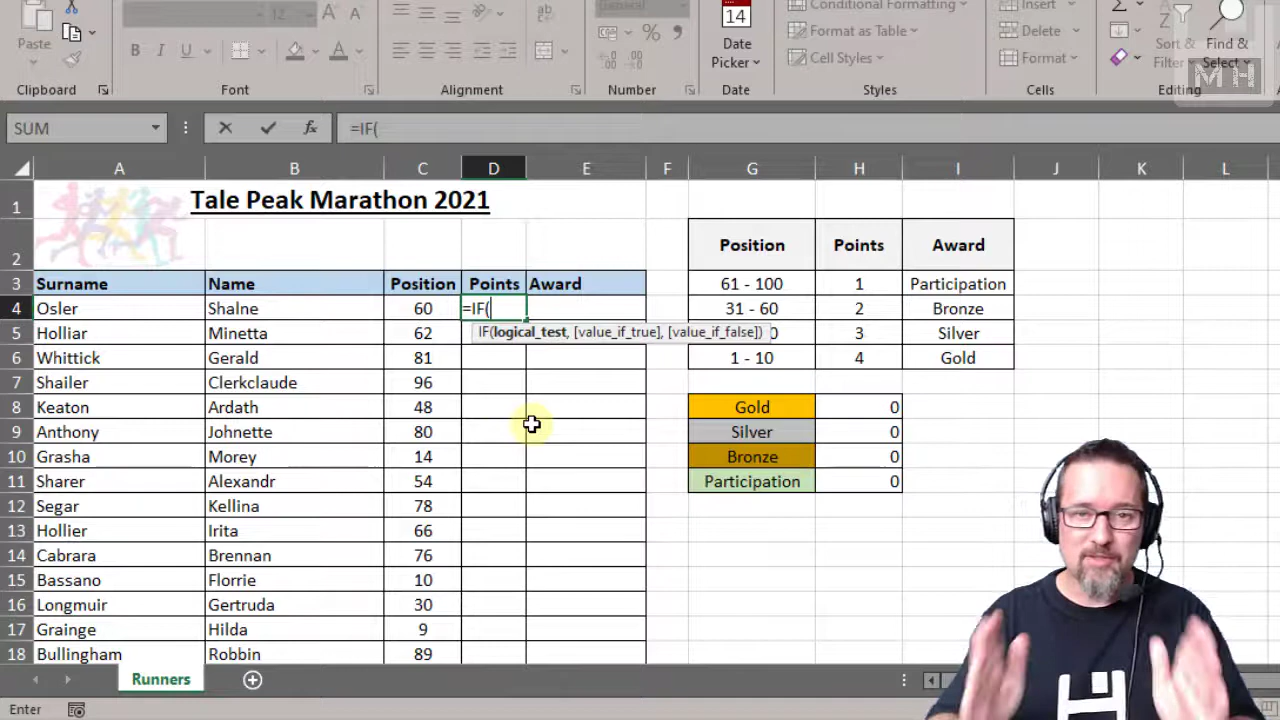 General
12
Paste
Date
Picker
14
Conditional Formatting
Format as Table
Cell Styles
Insert
Delete
Format
Sort &
Filter
Find &
Select
MH
Clipboard
Font
Alignment
Number
Date
Styles
Cells
Editing
SUM
=IF(
A B C D E F G H I J K L
1 Tale Peak Marathon 2021
2 Position Points Award
3 Surname Name Position Points Award 61 - 100 1 Participation
4 Osler Shalne 60 =IF( 31 - 60 2 Bronze
IF(logical_test, [value_if_true], [value_if_false])
5 Holliar Minetta 62 0 3 Silver
6 Whittick Gerald 81 1 - 10 4 Gold
7 Shailer Clerkclaude 96
8 Keaton Ardath 48 Gold 0
9 Anthony Johnette 80 Silver 0
10 Grasha Morey 14 Bronze 0
11 Sharer Alexandr 54 Participation 0
12 Segar Kellina 78
13 Hollier Irita 66
14 Cabrara Brennan 76
15 Bassano Florrie 10
16 Longmuir Gertruda 30
17 Grainge Hilda 9
18 Bullingham Robbin 89
Runners
Enter